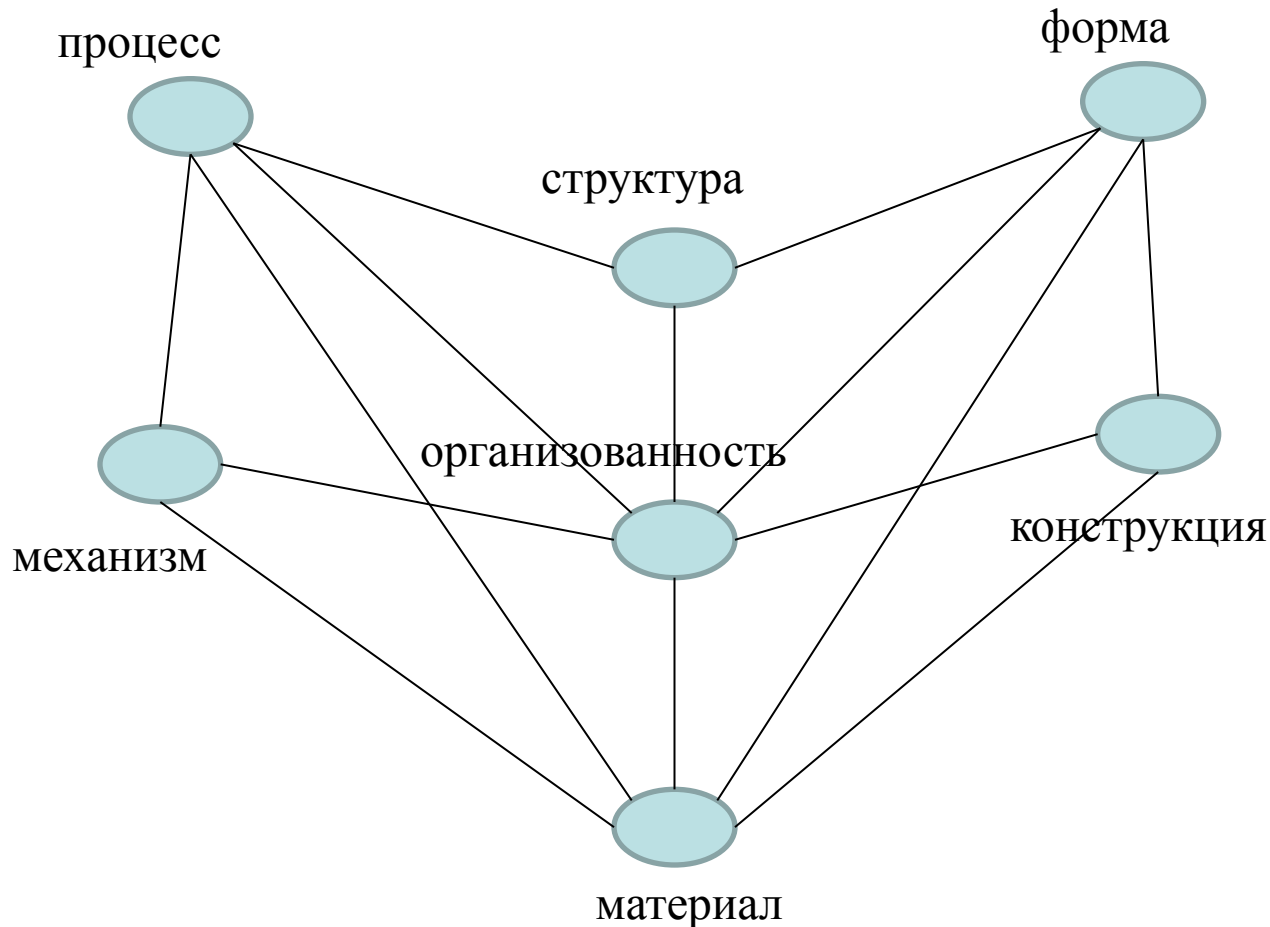 процесс
форма
структура
организованность
механизм
конструкция
материал